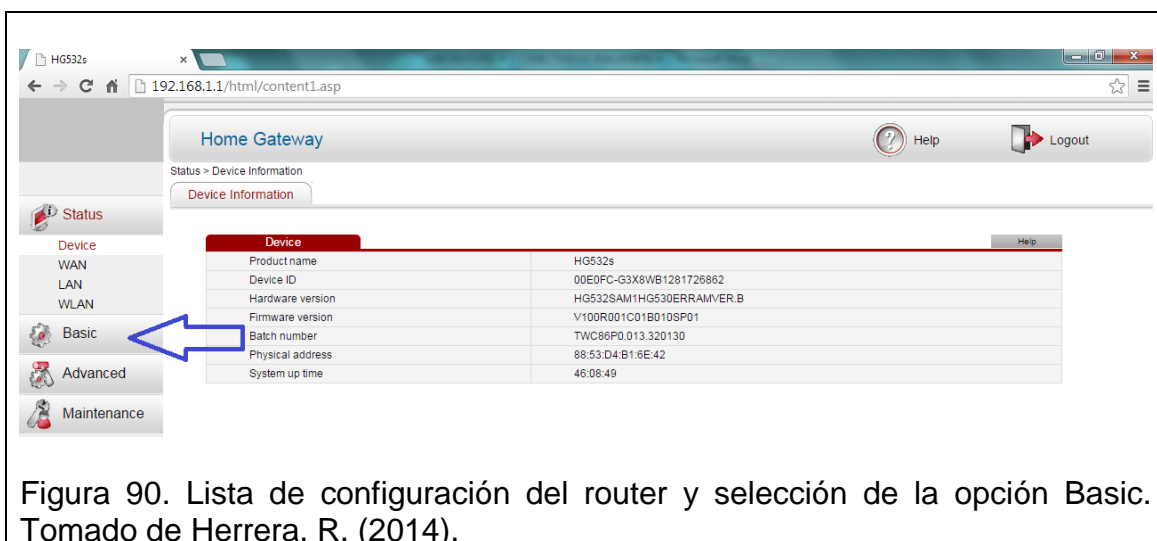 HG532s
192.168.1.1/html/content1.asp
Home Gateway
Help
Logout
Status > Device Information
Device Information
Status
Device
WAN
LAN
WLAN
Basic
Advanced
Maintenance
Device
Help
Product name HG532s
Device ID 00E0FC-G3X8WB1281726862
Hardware version HG532SAM1HG530ERRAMVER.B
Firmware version V100R001C01B010SP01
Batch number TWC86P0.013.320130
Physical address 88:53:D4:B1:6E:42
System up time 46:08:49
Figura 90. Lista de configuración del router y selección de la opción Basic.
Tomado de Herrera, R. (2014).